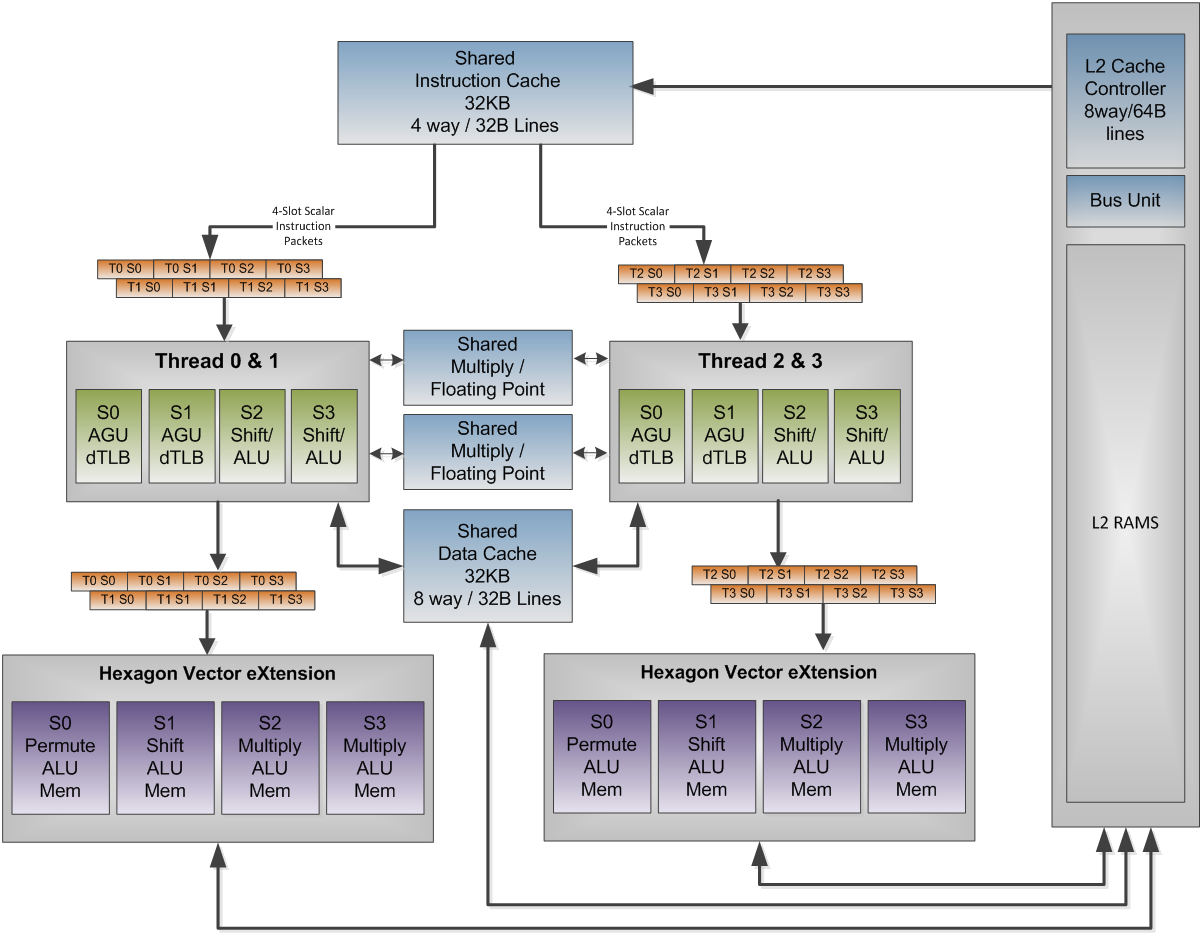 Shared
Instruction Cache
32KB
4 way / 32B Lines
L2 Cache
Controller
8way/64B
lines
Bus Unit
L2 RAMS
4-Slot Scalar
Instruction
Packets
4-Slot Scalar
Instruction
Packets
T0 S0 T0 S1 T0 S2 T0 S3
T1 S0 T1 S1 T1 S2 T1 S3
T2 S0 T2 S1 T2 S2 T2 S3
T3 S0 T3 S1 T3 S2 T3 S3
Thread 0 & 1
S0
AGU
dTLB
S1
AGU
dTLB
S2
Shift/
ALU
S3
Shift/
ALU
Shared
Multiply /
Floating Point
Shared
Multiply /
Floating Point
Thread 2 & 3
S0
AGU
dTLB
S1
AGU
dTLB
S2
Shift/
ALU
S3
Shift/
ALU
Shared
Data Cache
32KB
8 way / 32B Lines
T0 S0 T0 S1 T0 S2 T0 S3
T1 S0 T1 S1 T1 S2 T1 S3
T2 S0 T2 S1 T2 S2 T2 S3
T3 S0 T3 S1 T3 S2 T3 S3
Hexagon Vector eXtension
S0
Permute
ALU
Mem
S1
Shift
ALU
Mem
S2
Multiply
ALU
Mem
S3
Multiply
ALU
Mem
Hexagon Vector eXtension
S0
Permute
ALU
Mem
S1
Shift
ALU
Mem
S2
Multiply
ALU
Mem
S3
Multiply
ALU
Mem